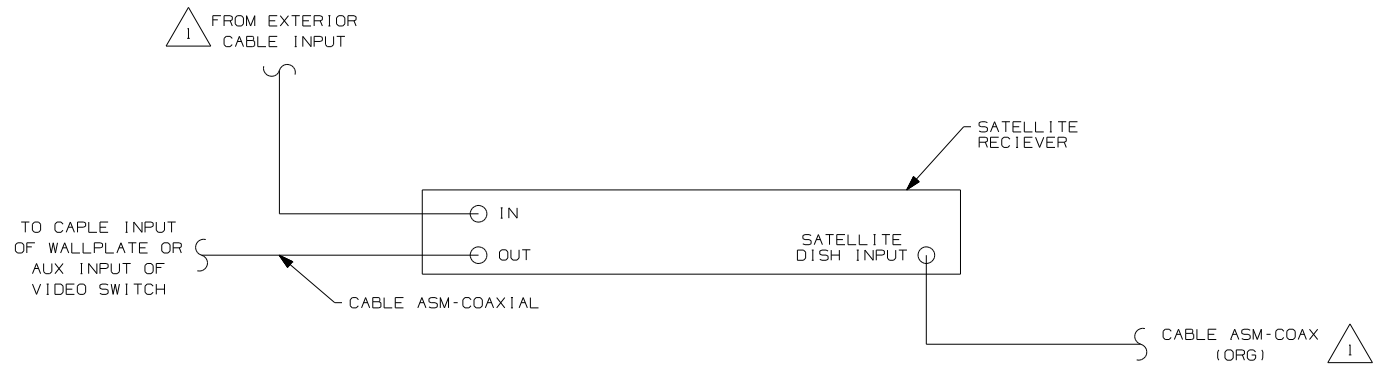 1
FROM EXTERIOR
CABLE INPUT
SATELLITE
RECIEVER
IN
TO CAPLE INPUT
OF WALLPLATE OR
AUX INPUT OF
VIDEO SWITCH
OUT
SATELLITE
DISH INPUT
CABLE ASM-COAXIAL
CABLE ASM-COAX
(ORG)
1